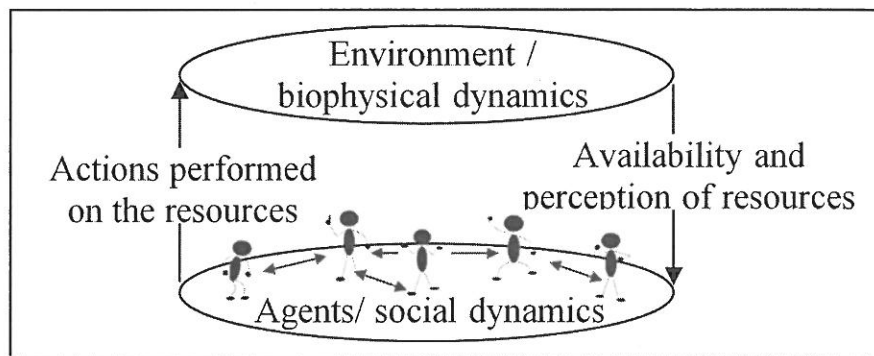 Environment /
biophysical dynamics
Actions performed
on the resources
Availability and
perception of resources
Agents/ social dynamics